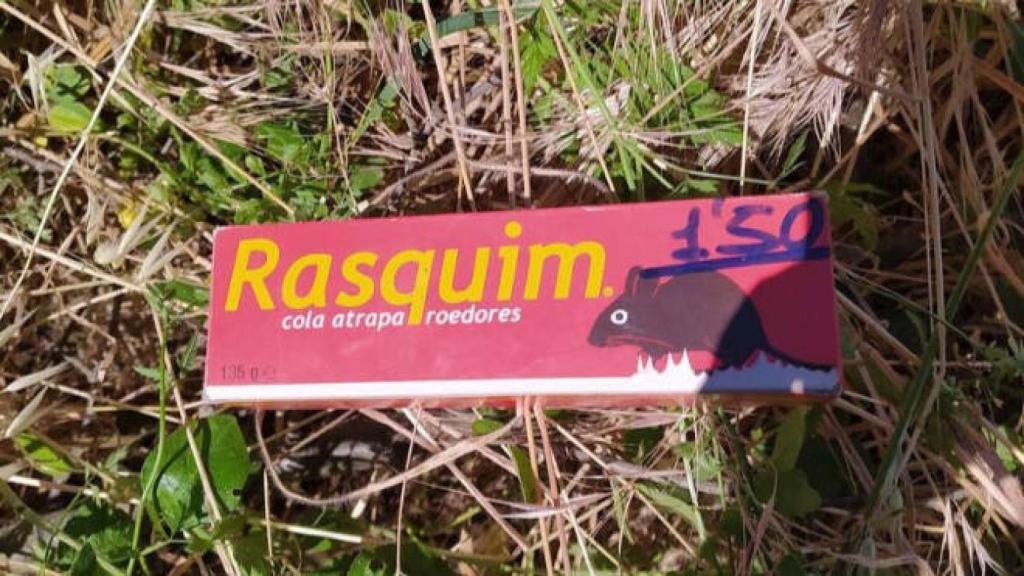 Rasquim.
1'50
cola atrapa roedores
135 g ℮